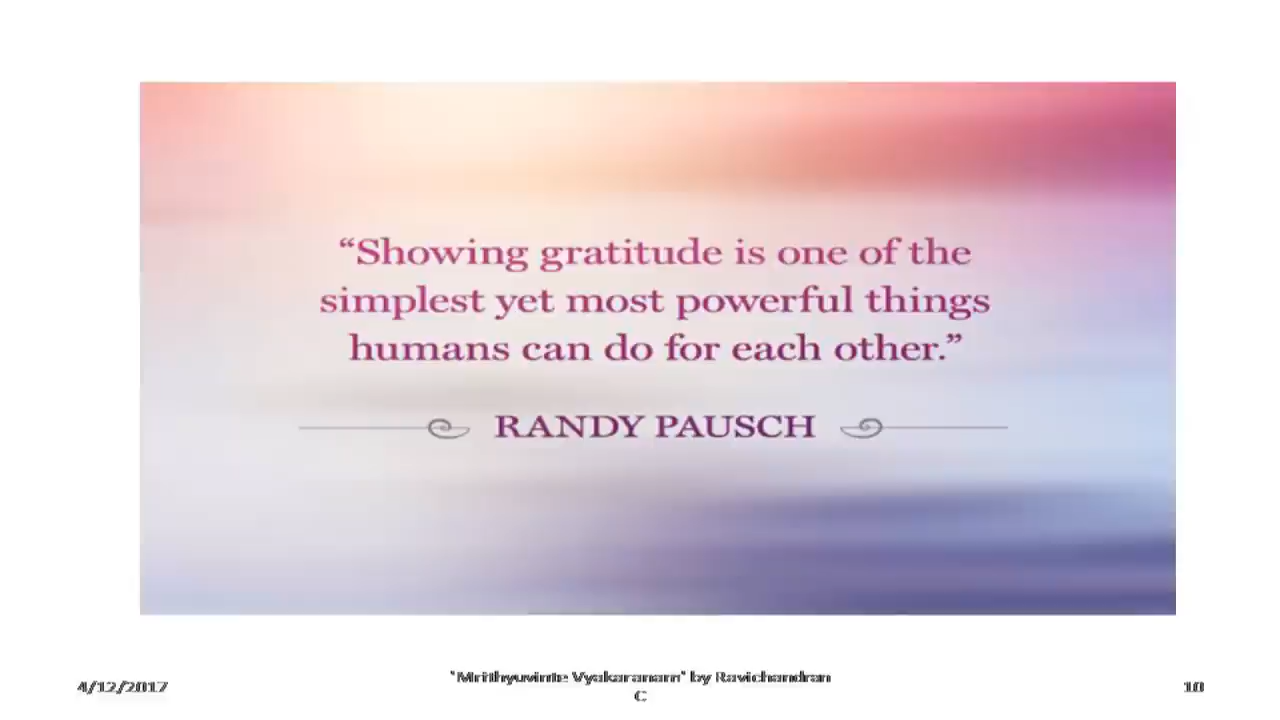 “Showing gratitude is one of the
simplest yet most powerful things
humans can do for each other.”
RANDY PAUSCH
4/12/2017
"Mrithyuvinte Vyakaranam" by Ravichandran
C
10